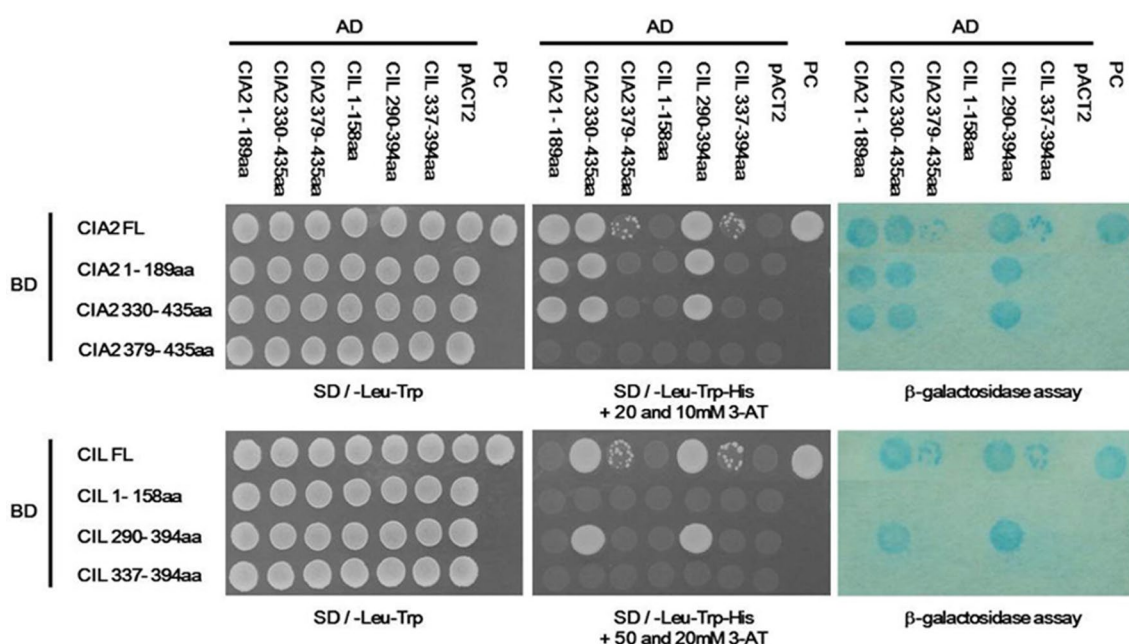 AD
AD
AD
CIA2 1 - 189aa
CIA2 330- 435aa
CIA2 379- 435aa
CIL 1-158aa
CIL 290-394aa
CIL 337-394aa
pACT2
PC
CIA2 1 - 189aa
CIA2 330- 435aa
CIA2 379- 435aa
CIL 1-158aa
CIL 290-394aa
CIL 337-394aa
pACT2
PC
CIA2 1 - 189aa
CIA2 330- 435aa
CIA2 379- 435aa
CIL 1-158aa
CIL 290-394aa
CIL 337-394aa
pACT2
PC
BD
CIA2 FL
CIA2 1- 189aa
CIA2 330- 435aa
CIA2 379- 435aa
SD / -Leu-Trp
SD / -Leu-Trp-His
+ 20 and 10mM 3-AT
β-galactosidase assay
BD
CIL FL
CIL 1- 158aa
CIL 290- 394aa
CIL 337- 394aa
SD / -Leu-Trp
SD / -Leu-Trp-His
+ 50 and 20mM 3-AT
β-galactosidase assay